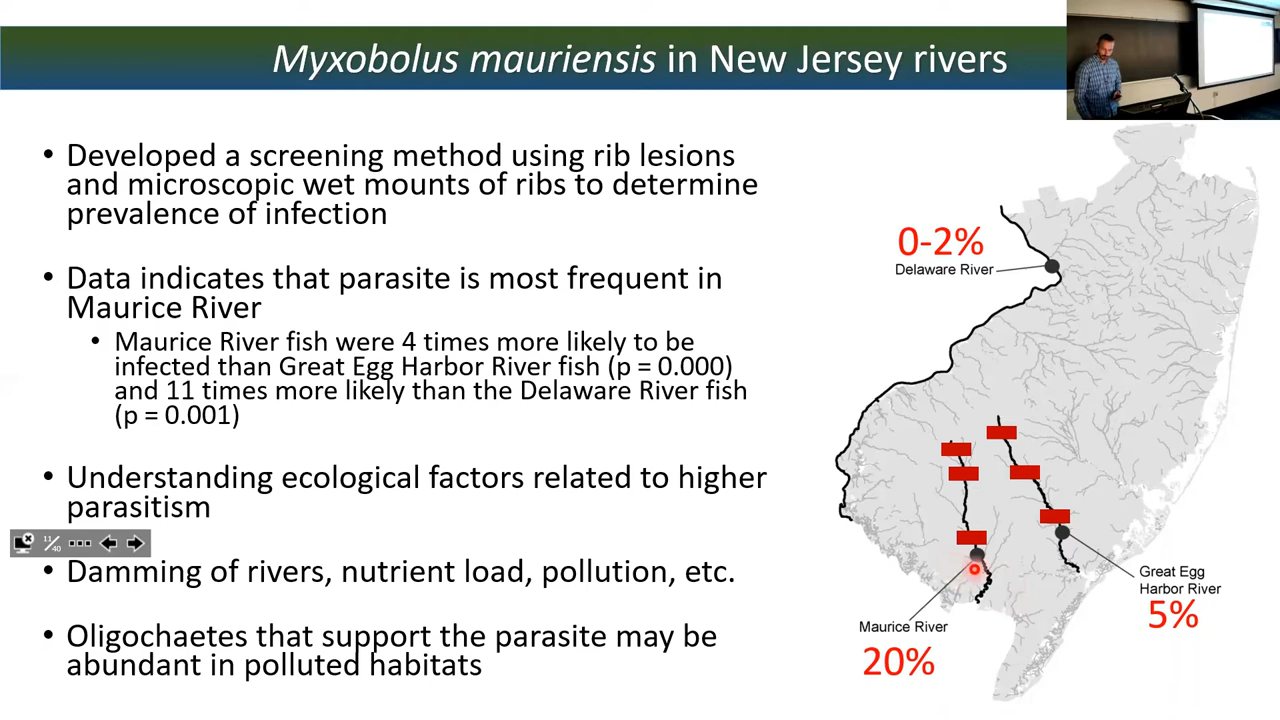 Myxobolus mauriensis in New Jersey rivers
• Developed a screening method using rib lesions
and microscopic wet mounts of ribs to determine
prevalence of infection
• Data indicates that parasite is most frequent in
Maurice River
• Maurice River fish were 4 times more likely to be
infected than Great Egg Harbor River fish (p = 0.000)
and 11 times more likely than the Delaware River fish
(p = 0.001)
• Understanding ecological factors related to higher
parasitism
11/40
• Damming of rivers, nutrient load, pollution, etc.
• Oligochaetes that support the parasite may be
abundant in polluted habitats
0-2%
Delaware River
Great Egg
Harbor River
5%
Maurice River
20%